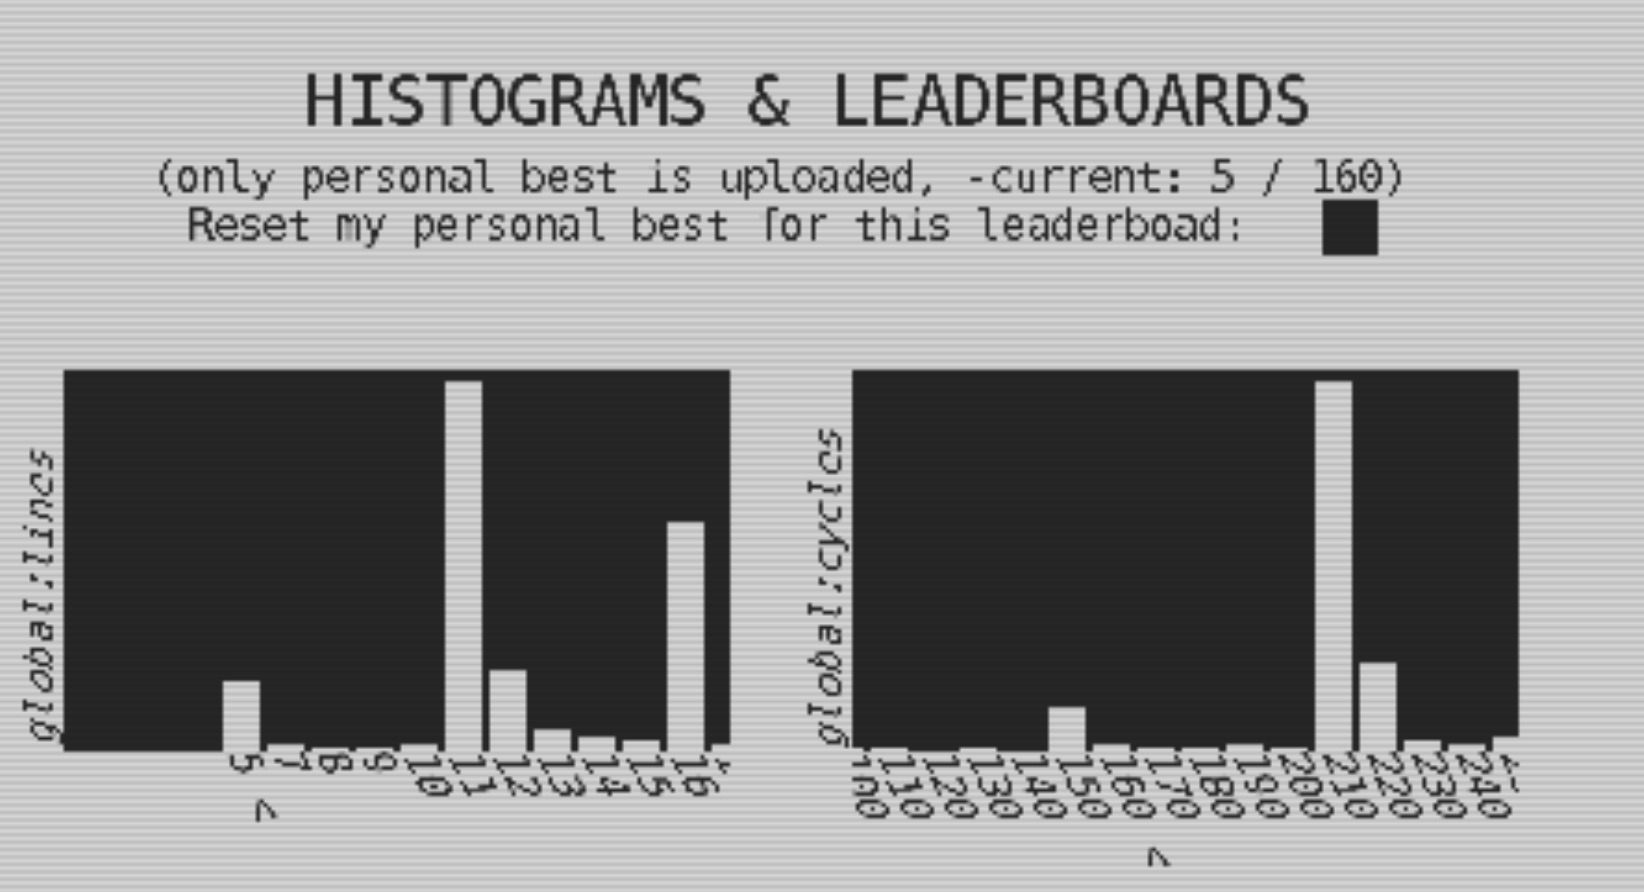 HISTOGRAMS & LEADERBOARDS
(only personal best is uploaded, -current: 5 / 160)
Reset my personal best for this leaderboad:
global:lines
5 7 8 9 10 11 12 13 14 15 16
^
global:cycles
100 110 120 130 140 150 160 170 180 190 200 210 220 230 240
^